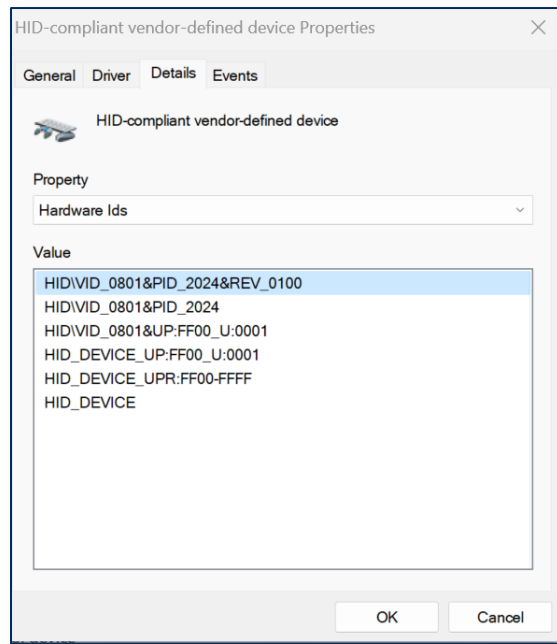 HID-compliant vendor-defined device Properties
General Driver Details Events
HID-compliant vendor-defined device
Property
Hardware Ids
Value
HID\VID_0801&PID_2024&REV_0100
HID\VID_0801&PID_2024
HID\VID_0801&UP:FF00_U:0001
HID_DEVICE_UP:FF00_U:0001
HID_DEVICE_UPR:FF00-FFFF
HID_DEVICE
OK Cancel